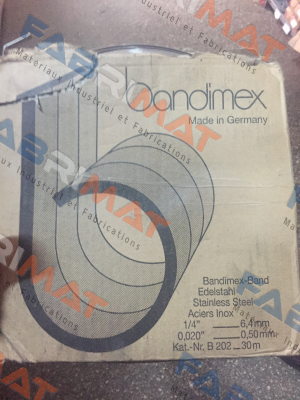 bandimex
Made in Germany
Bandimex-Band
Edelstahl
Stainless Steel
Aciers Inox
1/4" 6,4 mm
0,020" 0,50 mm
Kat.-Nr. B 202 30 m
FABRIMAT
Matériaux Industriel et Fabrications